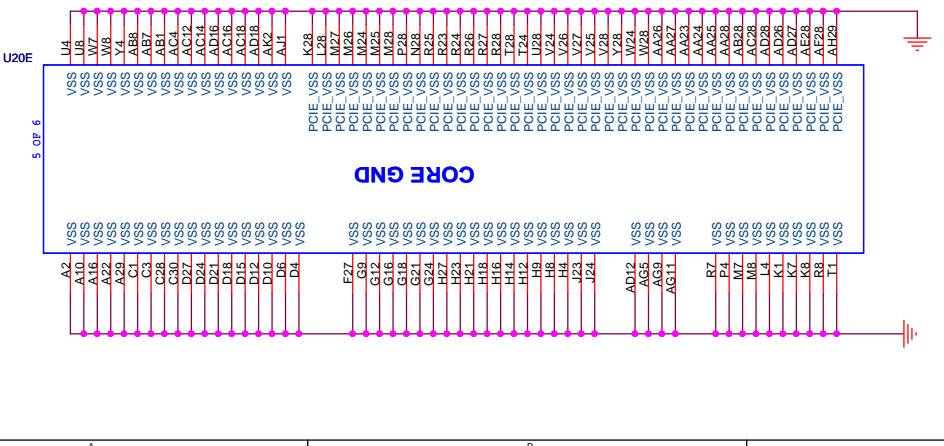 U4 U8 W7 W8 Y4 AB8 AB7 AB1 AC4 AC12 AC14 AD16 AC16 AC18 AD18 AK2 AJ1 K28 L28 M27 M26 M24 M25 M28 P28 N28 R25 R23 R24 R26 R27 R28 T28 T24 U28 V24 V26 V27 V25 V28 Y28 W24 W28 AA26 AA27 AA23 AA24 AA25 AA28 AB28 AC28 AD28 AD26 AD27 AE28 AF28 AH29
U20E
VSS VSS VSS VSS VSS VSS VSS VSS VSS VSS VSS VSS VSS VSS VSS VSS VSS PCIE_VSS PCIE_VSS PCIE_VSS PCIE_VSS PCIE_VSS PCIE_VSS PCIE_VSS PCIE_VSS PCIE_VSS PCIE_VSS PCIE_VSS PCIE_VSS PCIE_VSS PCIE_VSS PCIE_VSS PCIE_VSS PCIE_VSS PCIE_VSS PCIE_VSS PCIE_VSS PCIE_VSS PCIE_VSS PCIE_VSS PCIE_VSS PCIE_VSS PCIE_VSS PCIE_VSS PCIE_VSS PCIE_VSS PCIE_VSS PCIE_VSS PCIE_VSS PCIE_VSS PCIE_VSS PCIE_VSS PCIE_VSS PCIE_VSS PCIE_VSS PCIE_VSS PCIE_VSS
5 OF 6
CORE GND
VSS VSS VSS VSS VSS VSS VSS VSS VSS VSS VSS VSS VSS VSS VSS VSS VSS VSS VSS VSS VSS VSS VSS VSS VSS VSS VSS VSS VSS VSS VSS VSS VSS VSS VSS VSS VSS VSS VSS VSS VSS VSS VSS VSS VSS VSS VSS VSS VSS VSS VSS
A2 A10 A16 A22 A29 C1 C3 C28 C30 D27 D24 D21 D18 D15 D12 D10 D6 D4 F27 G9 G12 G16 G18 G21 G24 H27 H23 H21 H18 H16 H14 H12 H9 H8 H4 J23 J24 AD12 AG5 AG9 AG11 R7 P4 M7 M8 L4 K1 K7 K8 R8 T1